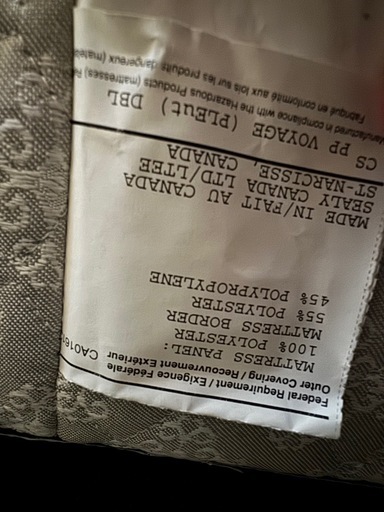 Federal Requirement / Exigence Fédérale
Outer Covering / Recouvrement Extérieur
CA016
MATTRESS PANEL:
100% POLYESTER
MATTRESS BORDER
55% POLYESTER
45% POLYPROPYLENE
MADE IN/FAIT AU CANADA
SEALY CANADA LTD/LTEE
ST-NARCISSE, CANADA
CS PP VOYAGE (PLEUT) DBL
Manufactured in compliance with the Hazardous Products (mattresses)
Fabriqué en conformité aux lois sur les produits dangereux (matelas)